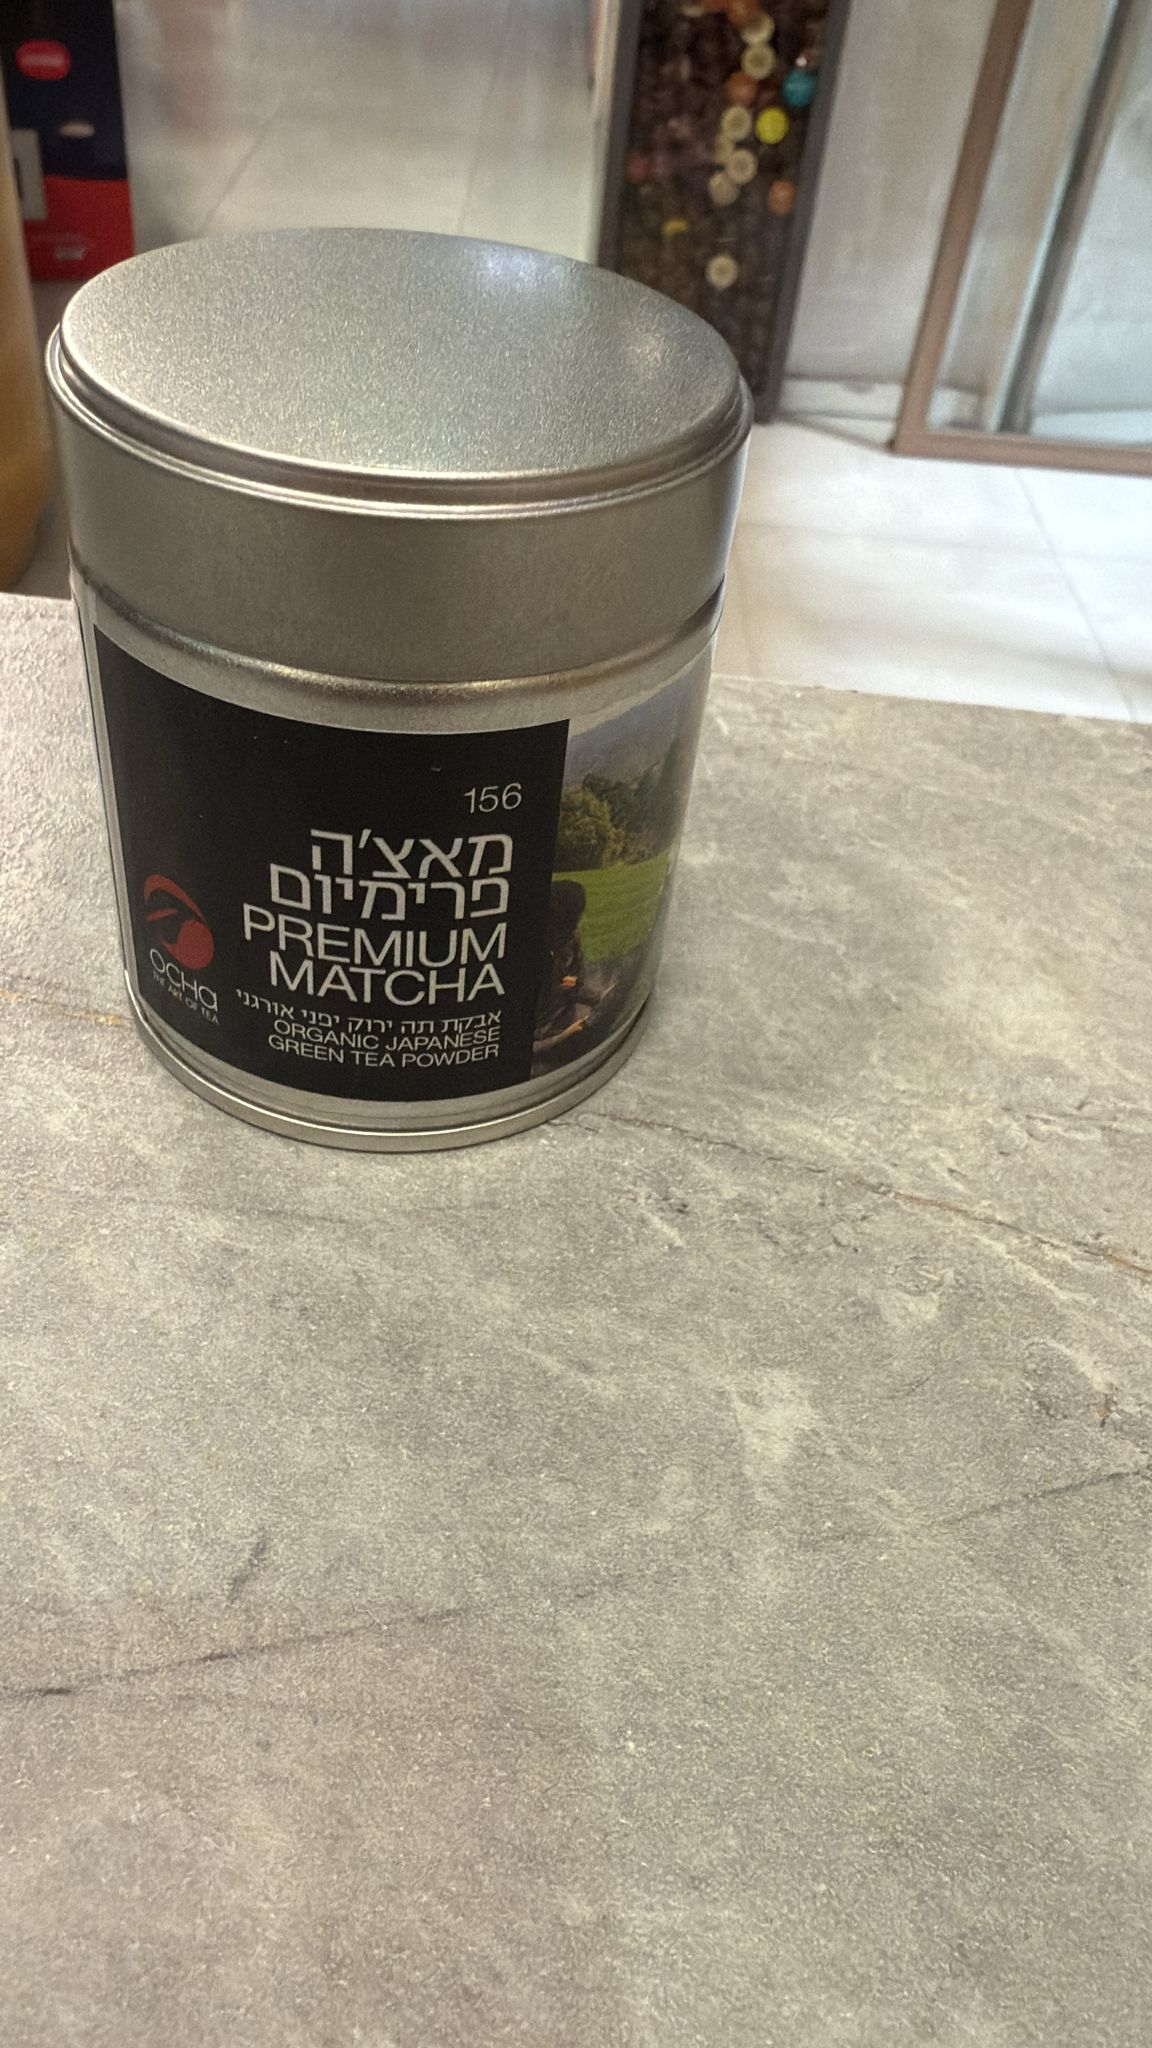 156
מאצ'ה
פרימיום
PREMIUM
MATCHA
אבקת תה ירוק יפני אורגני
ORGANIC JAPANESE
GREEN TEA POWDER
OCHa
THE ART OF TEA